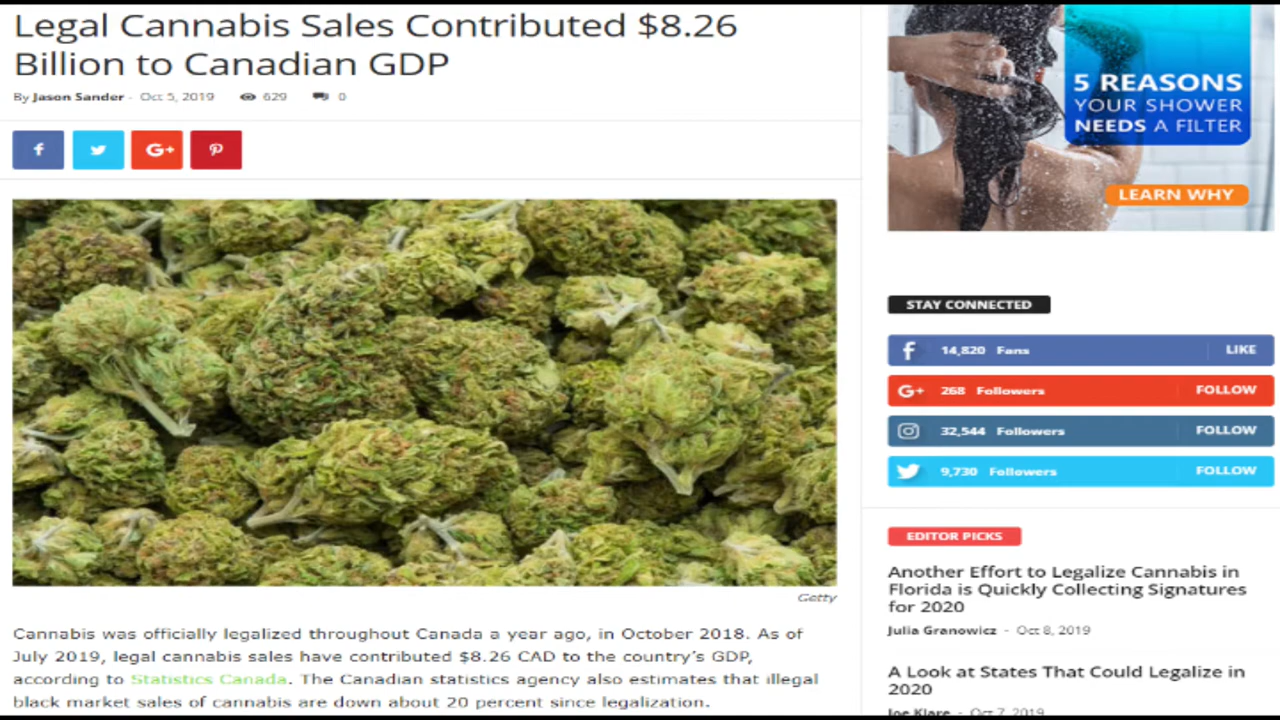 Legal Cannabis Sales Contributed $8.26
Billion to Canadian GDP
By Jason Sander - Oct 5, 2019 629 0
f
G+
Getty
Cannabis was officially legalized throughout Canada a year ago, in October 2018. As of
July 2019, legal cannabis sales have contributed $8.26 CAD to the country's GDP,
according to Statistics Canada. The Canadian statistics agency also estimates that illegal
black market sales of cannabis are down about 20 percent since legalization.
5 REASONS
YOUR SHOWER
NEEDS A FILTER
LEARN WHY
STAY CONNECTED
f 14,820 Fans LIKE
G+ 268 Followers FOLLOW
32,544 Followers FOLLOW
9,730 Followers FOLLOW
EDITOR PICKS
Another Effort to Legalize Cannabis in
Florida is Quickly Collecting Signatures
for 2020
Julia Granowicz - Oct 8, 2019
A Look at States That Could Legalize in
2020
Joe Klare - Oct 7, 2019